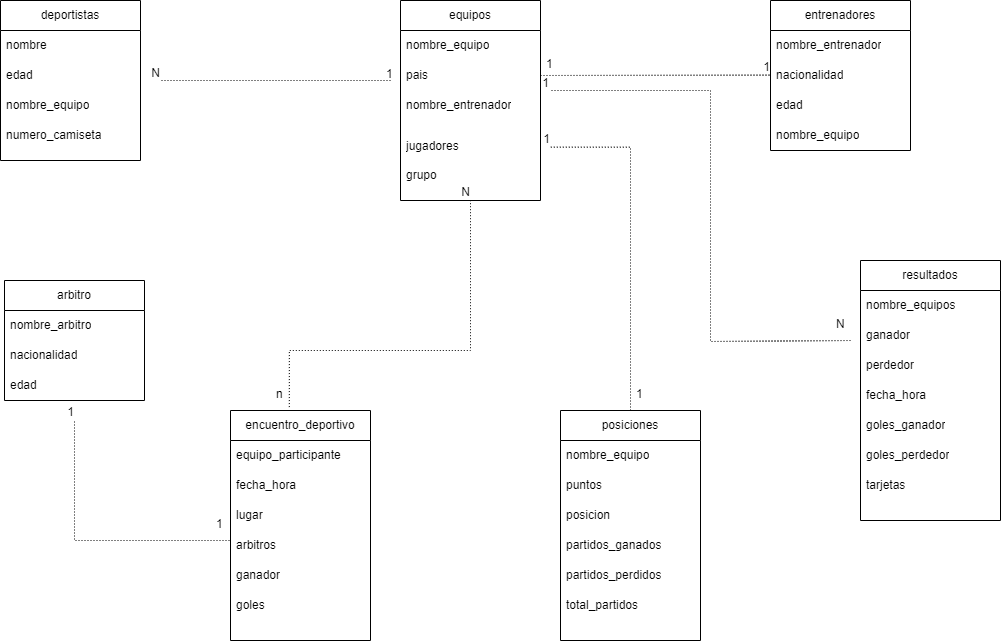 deportistas
nombre
edad
nombre_equipo
numero_camiseta
N
1
equipos
nombre_equipo
pais
nombre_entrenador
jugadores
grupo
N
1
1
1
1
entrenadores
nombre_entrenador
nacionalidad
edad
nombre_equipo
resultados
nombre_equipos
ganador
perdedor
fecha_hora
goles_ganador
goles_perdedor
tarjetas
N
arbitro
nombre_arbitro
nacionalidad
edad
1
1
n
encuentro_deportivo
equipo_participante
fecha_hora
lugar
arbitros
ganador
goles
1
posiciones
nombre_equipo
puntos
posicion
partidos_ganados
partidos_perdidos
total_partidos